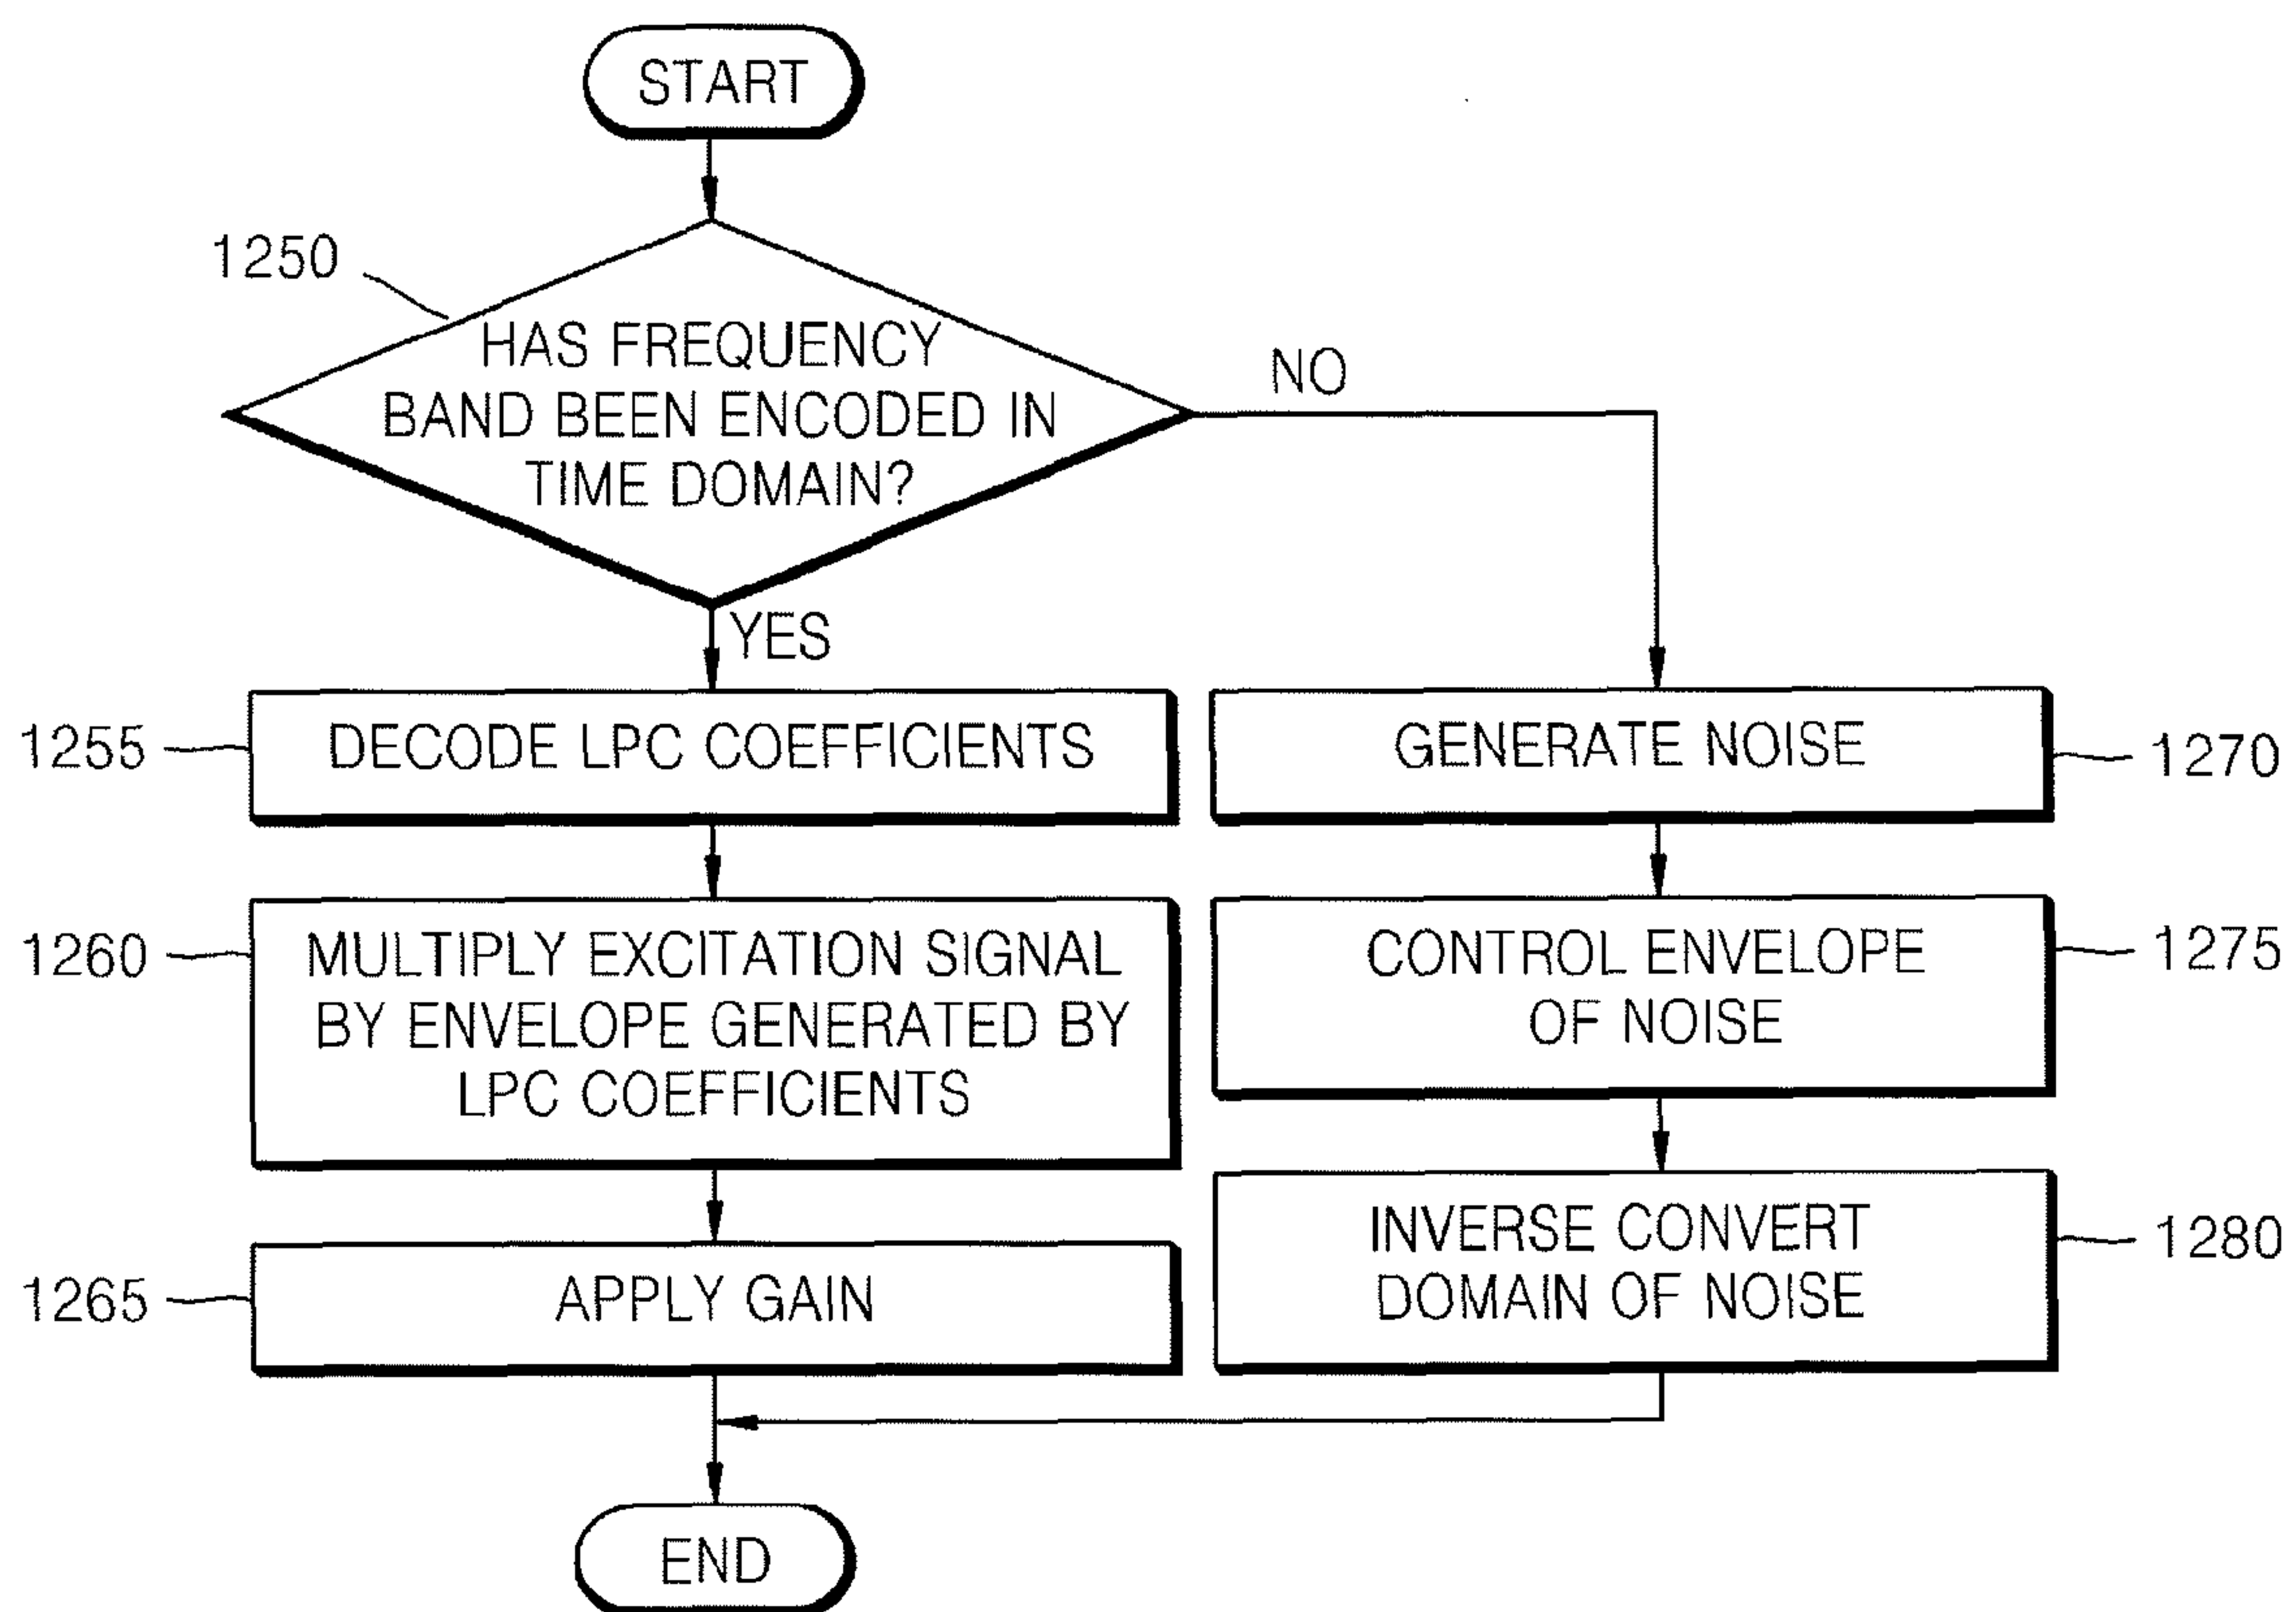 START
1250
HAS FREQUENCY
BAND BEEN ENCODED IN
TIME DOMAIN?
NO
YES
1255
DECODE LPC COEFFICIENTS
GENERATE NOISE
1270
1260
MULTIPLY EXCITATION SIGNAL
BY ENVELOPE GENERATED BY
LPC COEFFICIENTS
CONTROL ENVELOPE
OF NOISE
1275
1265
APPLY GAIN
INVERSE CONVERT
DOMAIN OF NOISE
1280
END